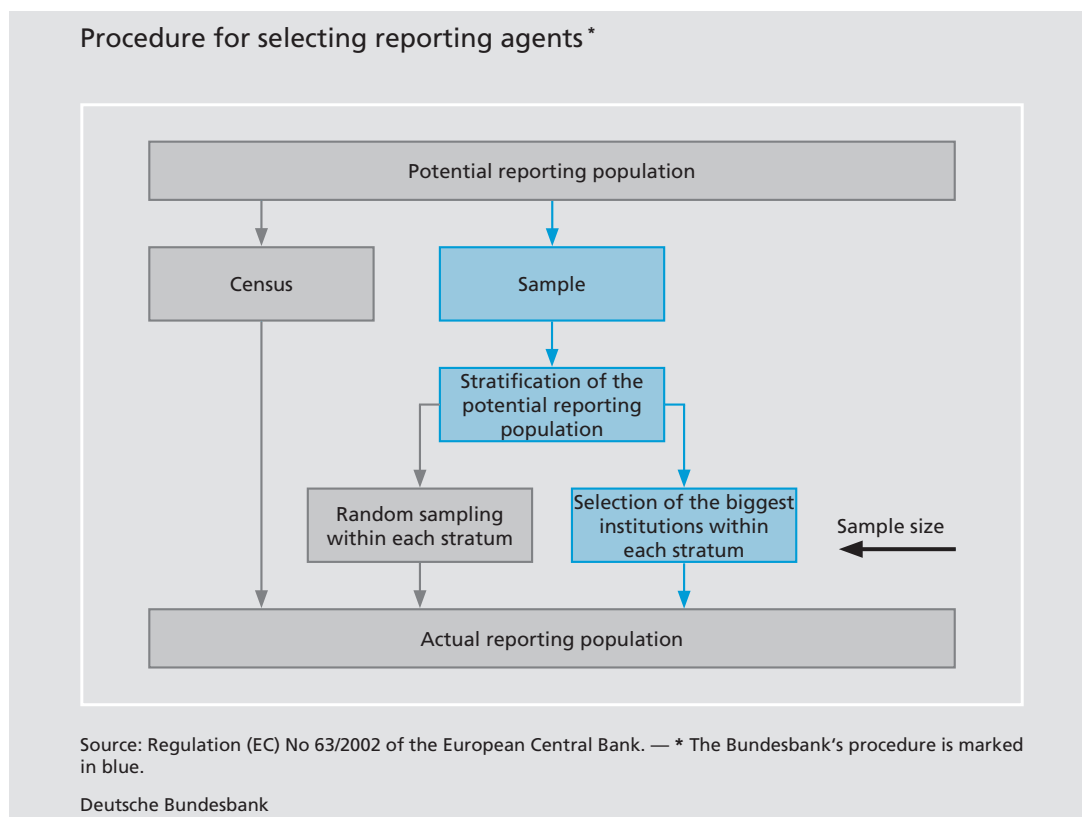 Procedure for selecting reporting agents *
Potential reporting population
Census
Sample
Stratification of the
potential reporting
population
Random sampling
within each stratum
Selection of the biggest
institutions within
each stratum
Sample size
Actual reporting population
Source: Regulation (EC) No 63/2002 of the European Central Bank. — * The Bundesbank‘s procedure is marked
in blue.
Deutsche Bundesbank